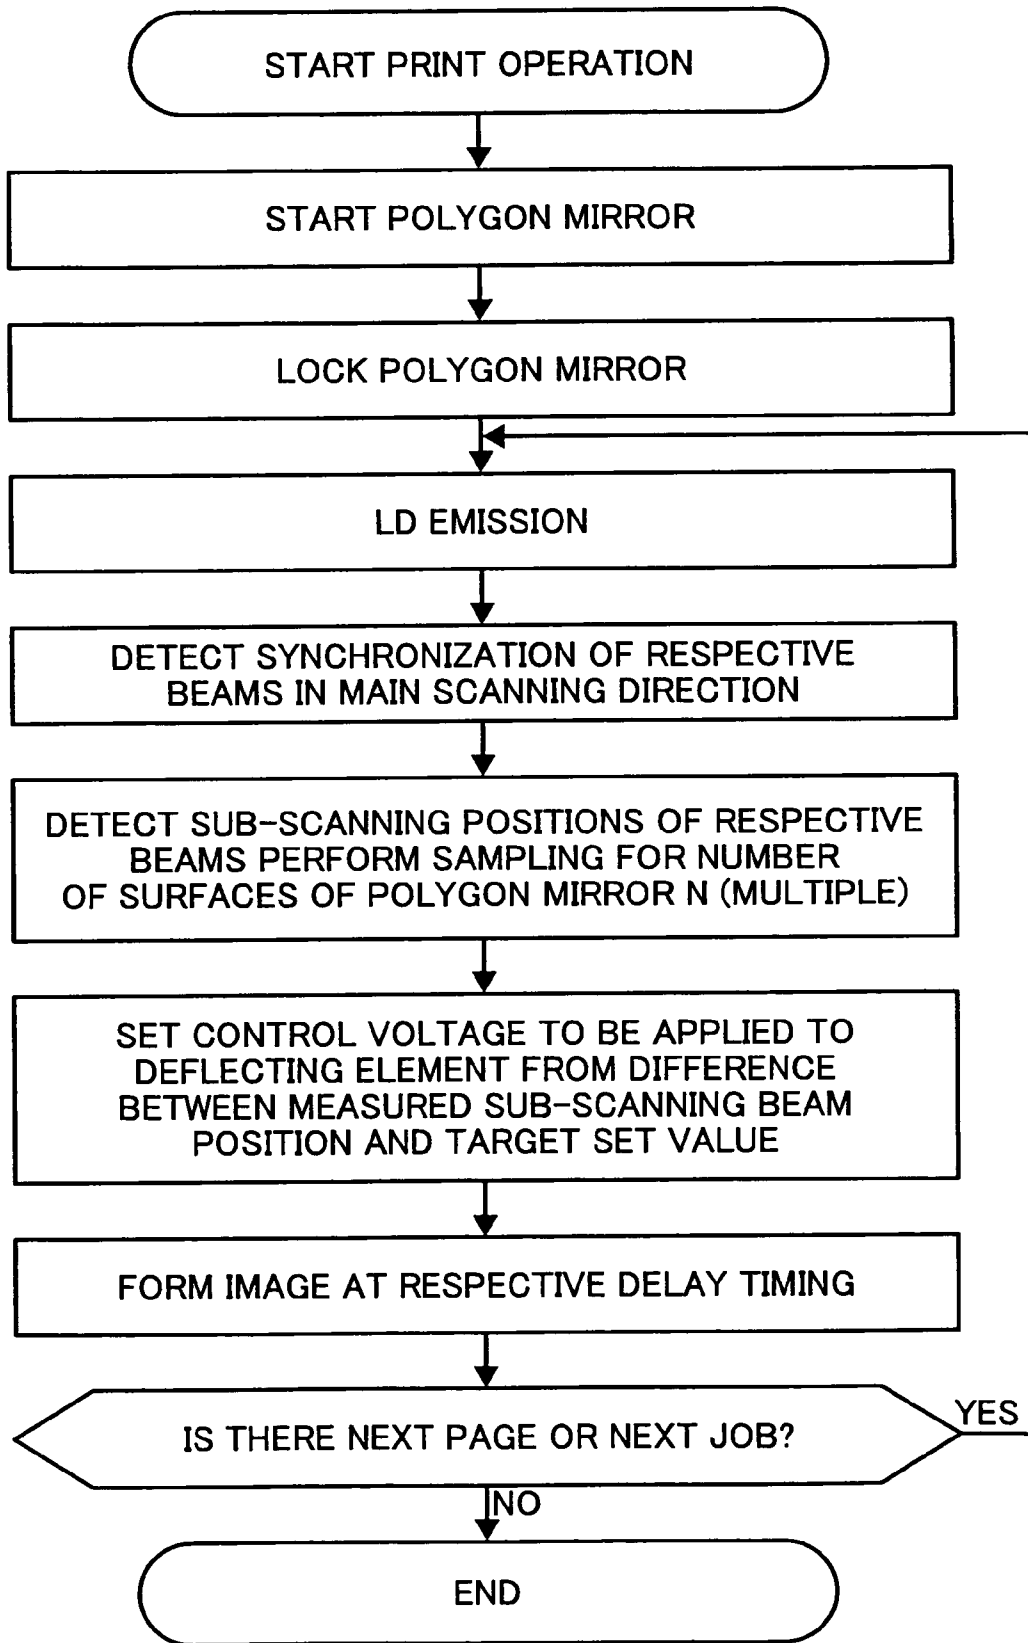 START PRINT OPERATION
START POLYGON MIRROR
LOCK POLYGON MIRROR
LD EMISSION
DETECT SYNCHRONIZATION OF RESPECTIVE
BEAMS IN MAIN SCANNING DIRECTION
DETECT SUB-SCANNING POSITIONS OF RESPECTIVE
BEAMS PERFORM SAMPLING FOR NUMBER
OF SURFACES OF POLYGON MIRROR N (MULTIPLE)
SET CONTROL VOLTAGE TO BE APPLIED TO
DEFLECTING ELEMENT FROM DIFFERENCE
BETWEEN MEASURED SUB-SCANNING BEAM
POSITION AND TARGET SET VALUE
FORM IMAGE AT RESPECTIVE DELAY TIMING
IS THERE NEXT PAGE OR NEXT JOB?
YES
NO
END